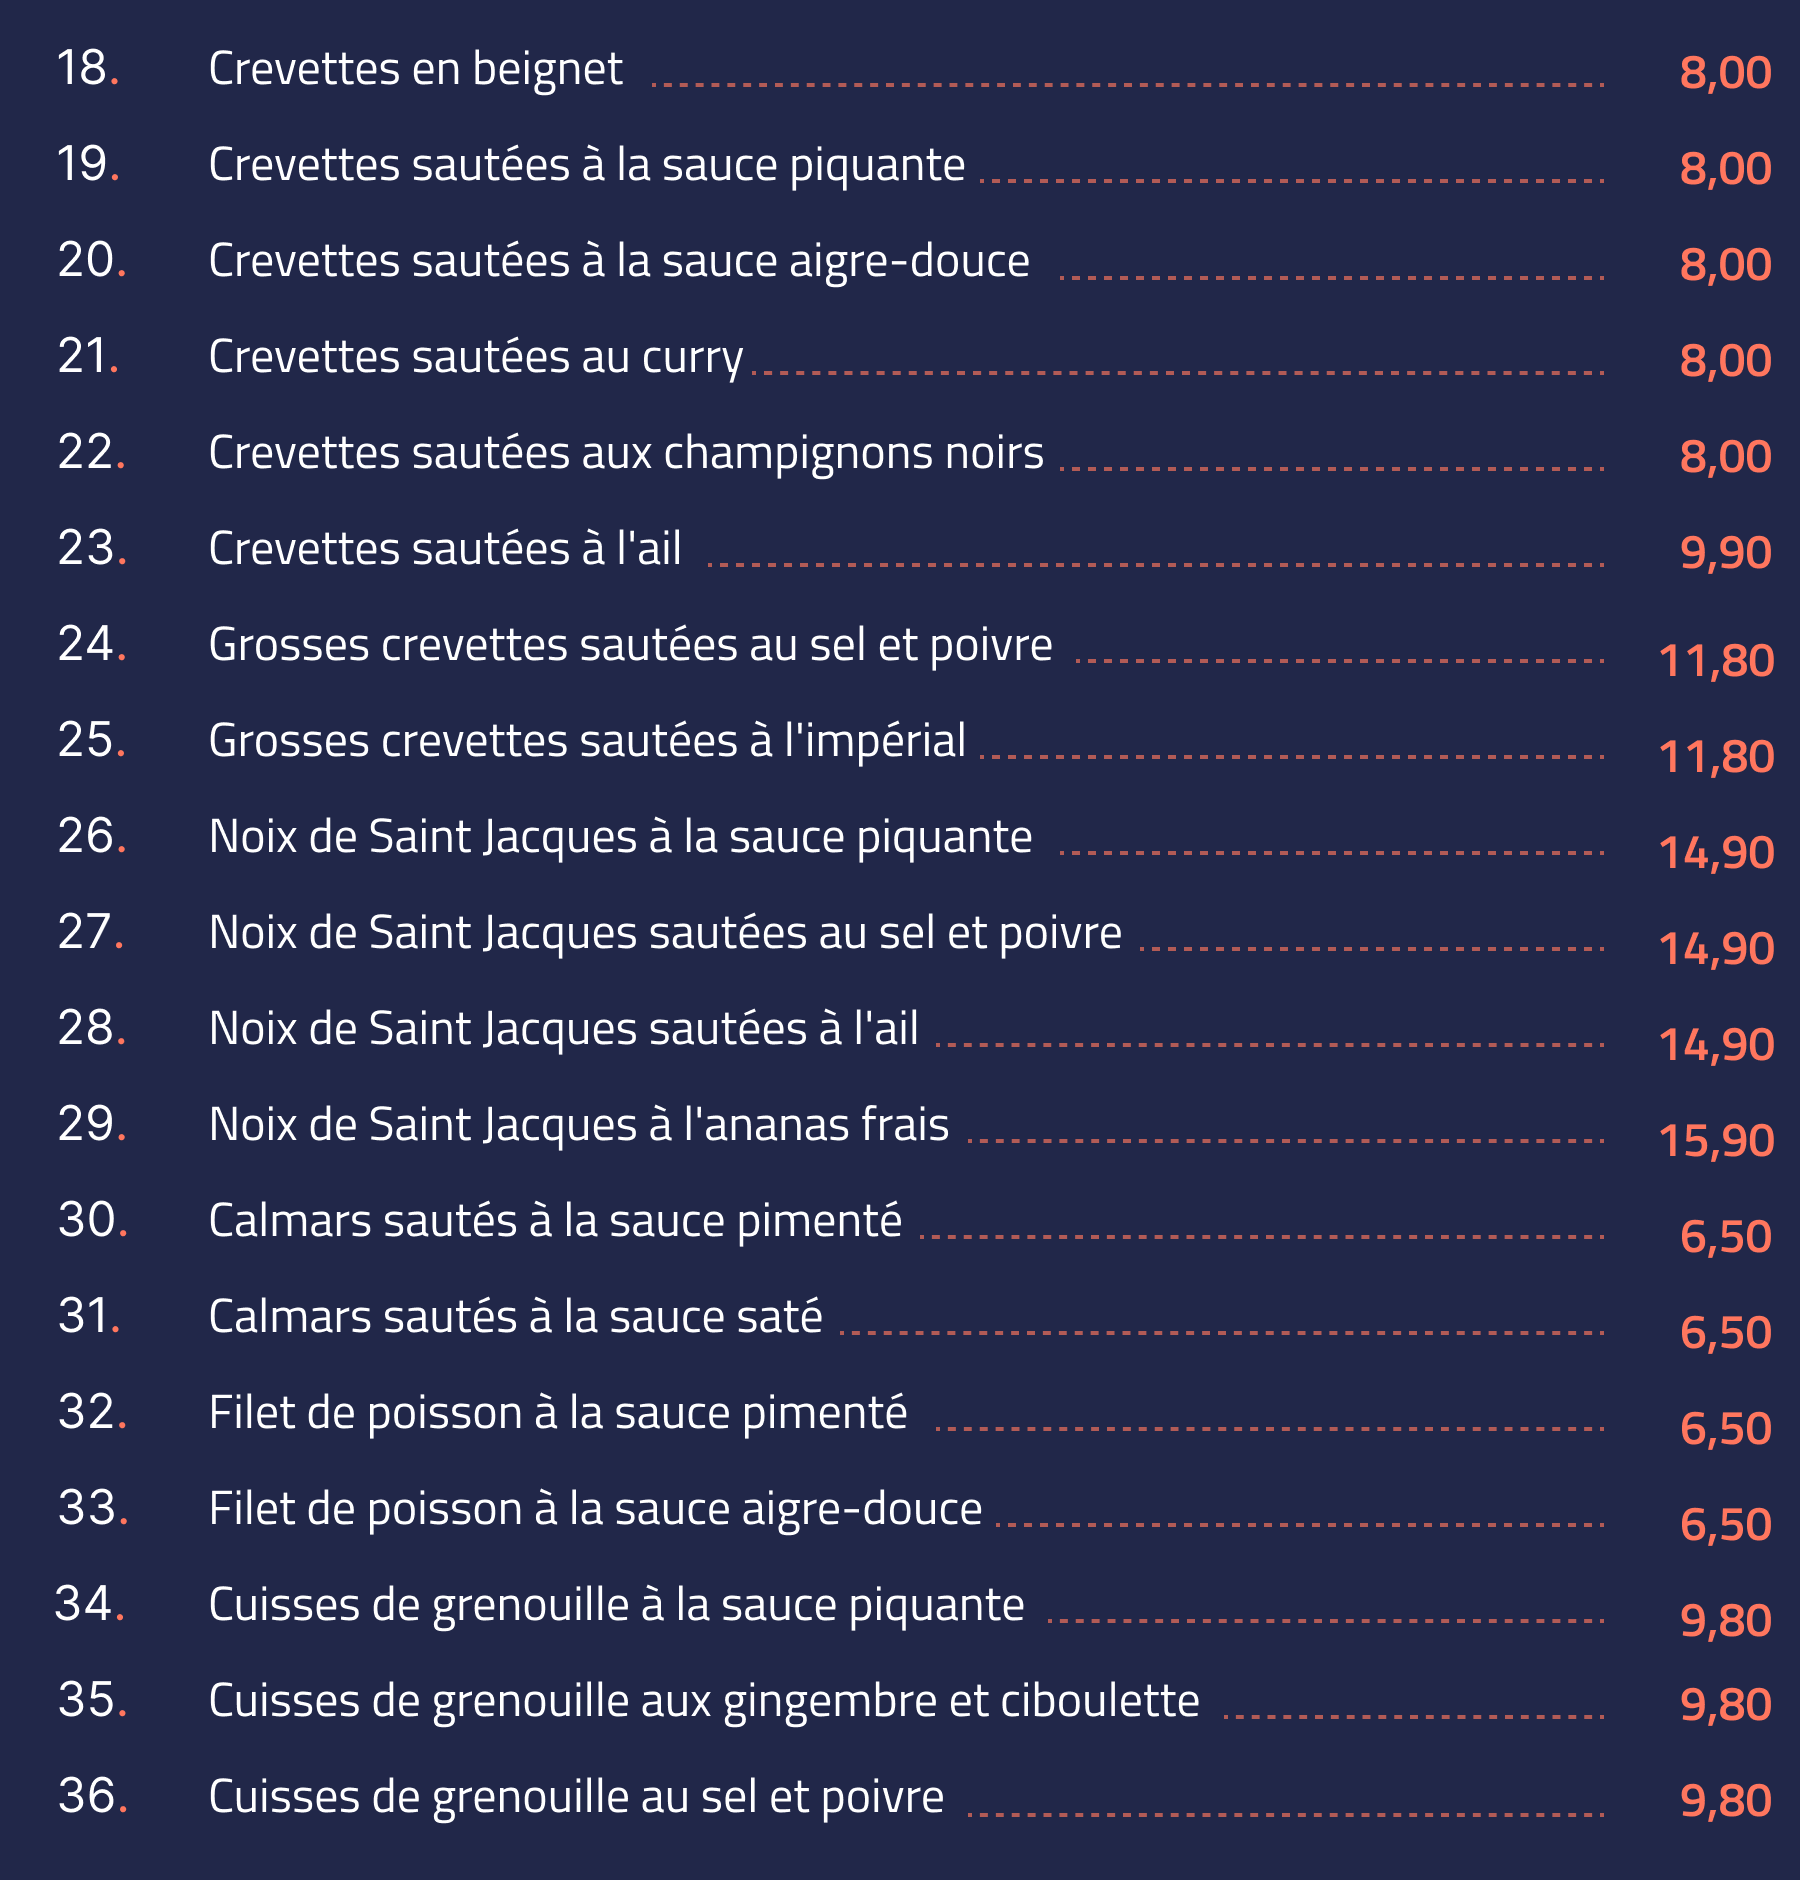 18. Crevettes en beignet 8,00
19. Crevettes sautées à la sauce piquante 8,00
20. Crevettes sautées à la sauce aigre-douce 8,00
21. Crevettes sautées au curry 8,00
22. Crevettes sautées aux champignons noirs 8,00
23. Crevettes sautées à l'ail 9,90
24. Grosses crevettes sautées au sel et poivre 11,80
25. Grosses crevettes sautées à l'impérial 11,80
26. Noix de Saint Jacques à la sauce piquante 14,90
27. Noix de Saint Jacques sautées au sel et poivre 14,90
28. Noix de Saint Jacques sautées à l'ail 14,90
29. Noix de Saint Jacques à l'ananas frais 15,90
30. Calmars sautés à la sauce pimenté 6,50
31. Calmars sautés à la sauce saté 6,50
32. Filet de poisson à la sauce pimenté 6,50
33. Filet de poisson à la sauce aigre-douce 6,50
34. Cuisses de grenouille à la sauce piquante 9,80
35. Cuisses de grenouille aux gingembre et ciboulette 9,80
36. Cuisses de grenouille au sel et poivre 9,80